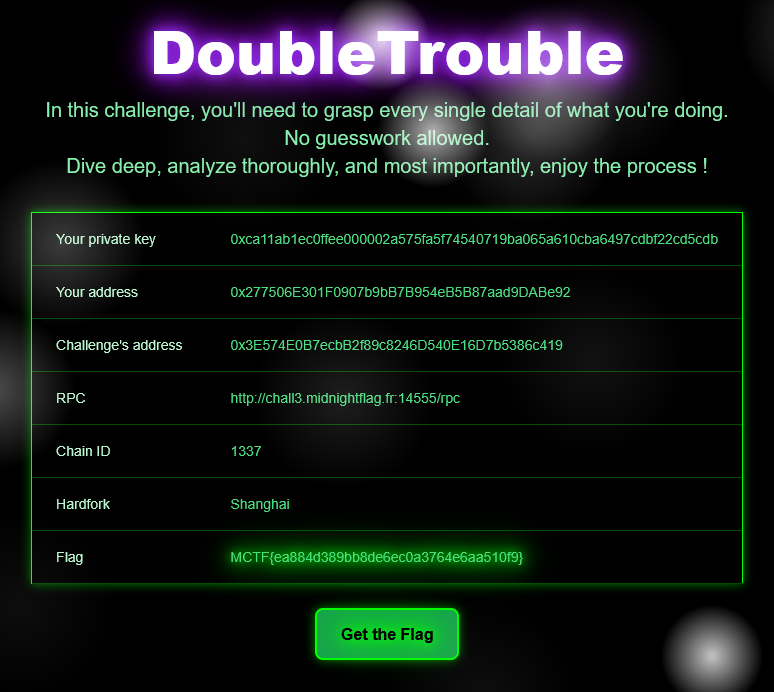 DoubleTrouble
In this challenge, you'll need to grasp every single detail of what you're doing.
No guesswork allowed.
Dive deep, analyze thoroughly, and most importantly, enjoy the process !
Your private key 0xca11ab1ec0ffee000002a575fa5f74540719ba065a610cba6497cdbf22cd5cdb
Your address 0x277506E301F0907b9bB7B954eB5B87aad9DABe92
Challenge's address 0x3E574E0B7ecbB2f89c8246D540E16D7b5386c419
RPC http://chall3.midnightflag.fr:14555/rpc
Chain ID 1337
Hardfork Shanghai
Flag MCTF{ea884d389bb8de6ec0a3764e6aa510f9}
Get the Flag